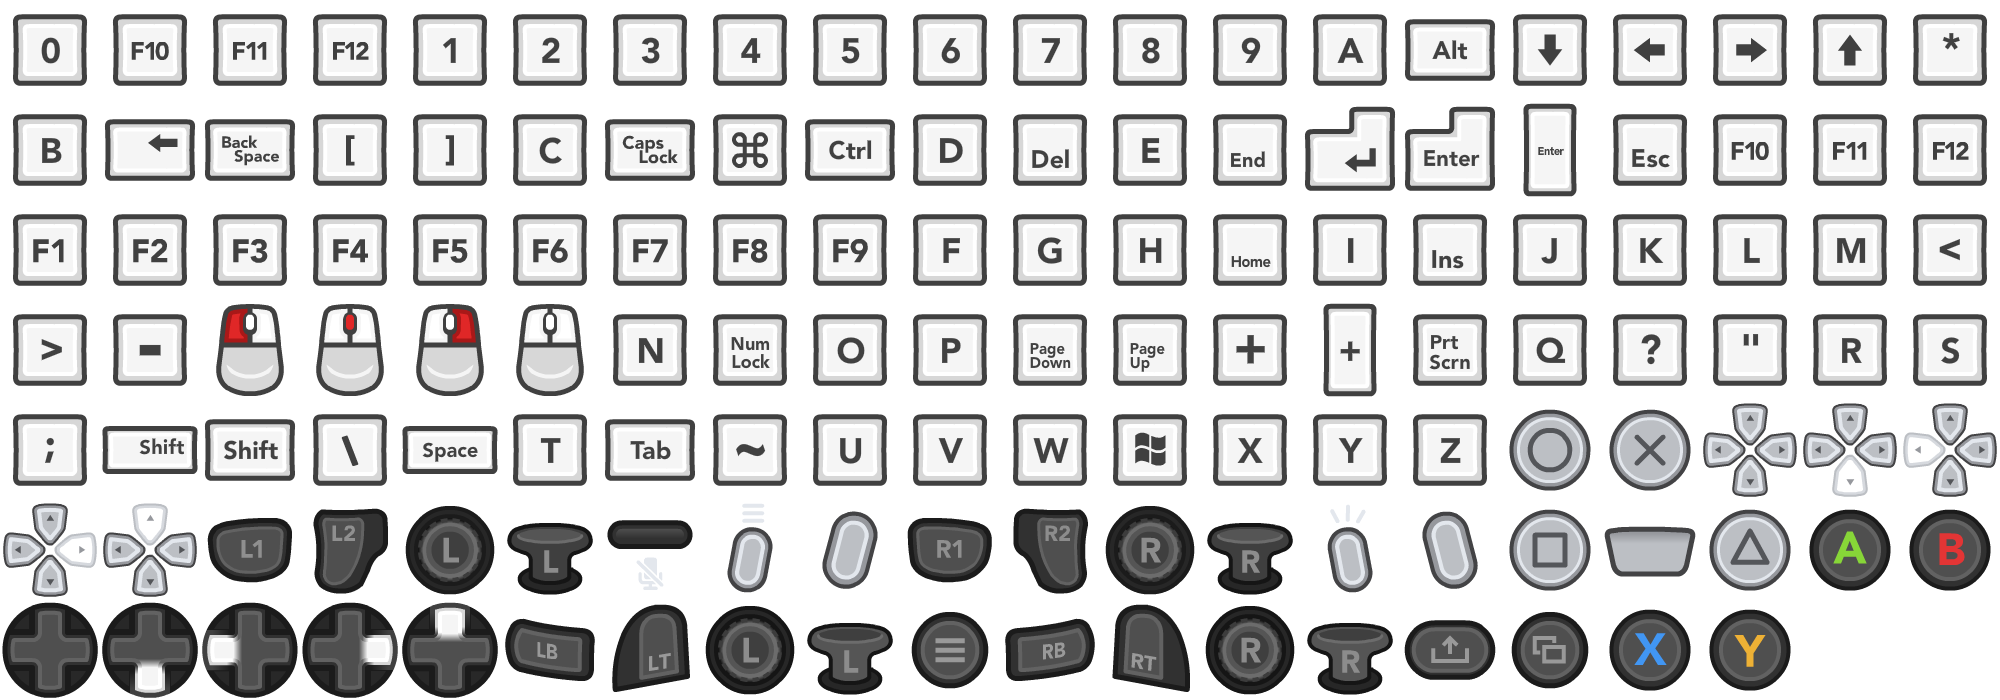 0 F10 F11 F12 1 2 3 4 5 6 7 8 9 A Alt *
B Back Space [ ] C Caps Lock Ctrl D Del E End Enter Enter Esc F10 F11 F12
F1 F2 F3 F4 F5 F6 F7 F8 F9 F G H Home I Ins J K L M <
> - N Num Lock O P Page Down Page Up + + Prt Scrn Q ? " R S
; Shift Shift \ Space T Tab ~ U V W X Y Z
L1 L2 L L R1 R2 R R A B
LB LT L L RB RT R R X Y